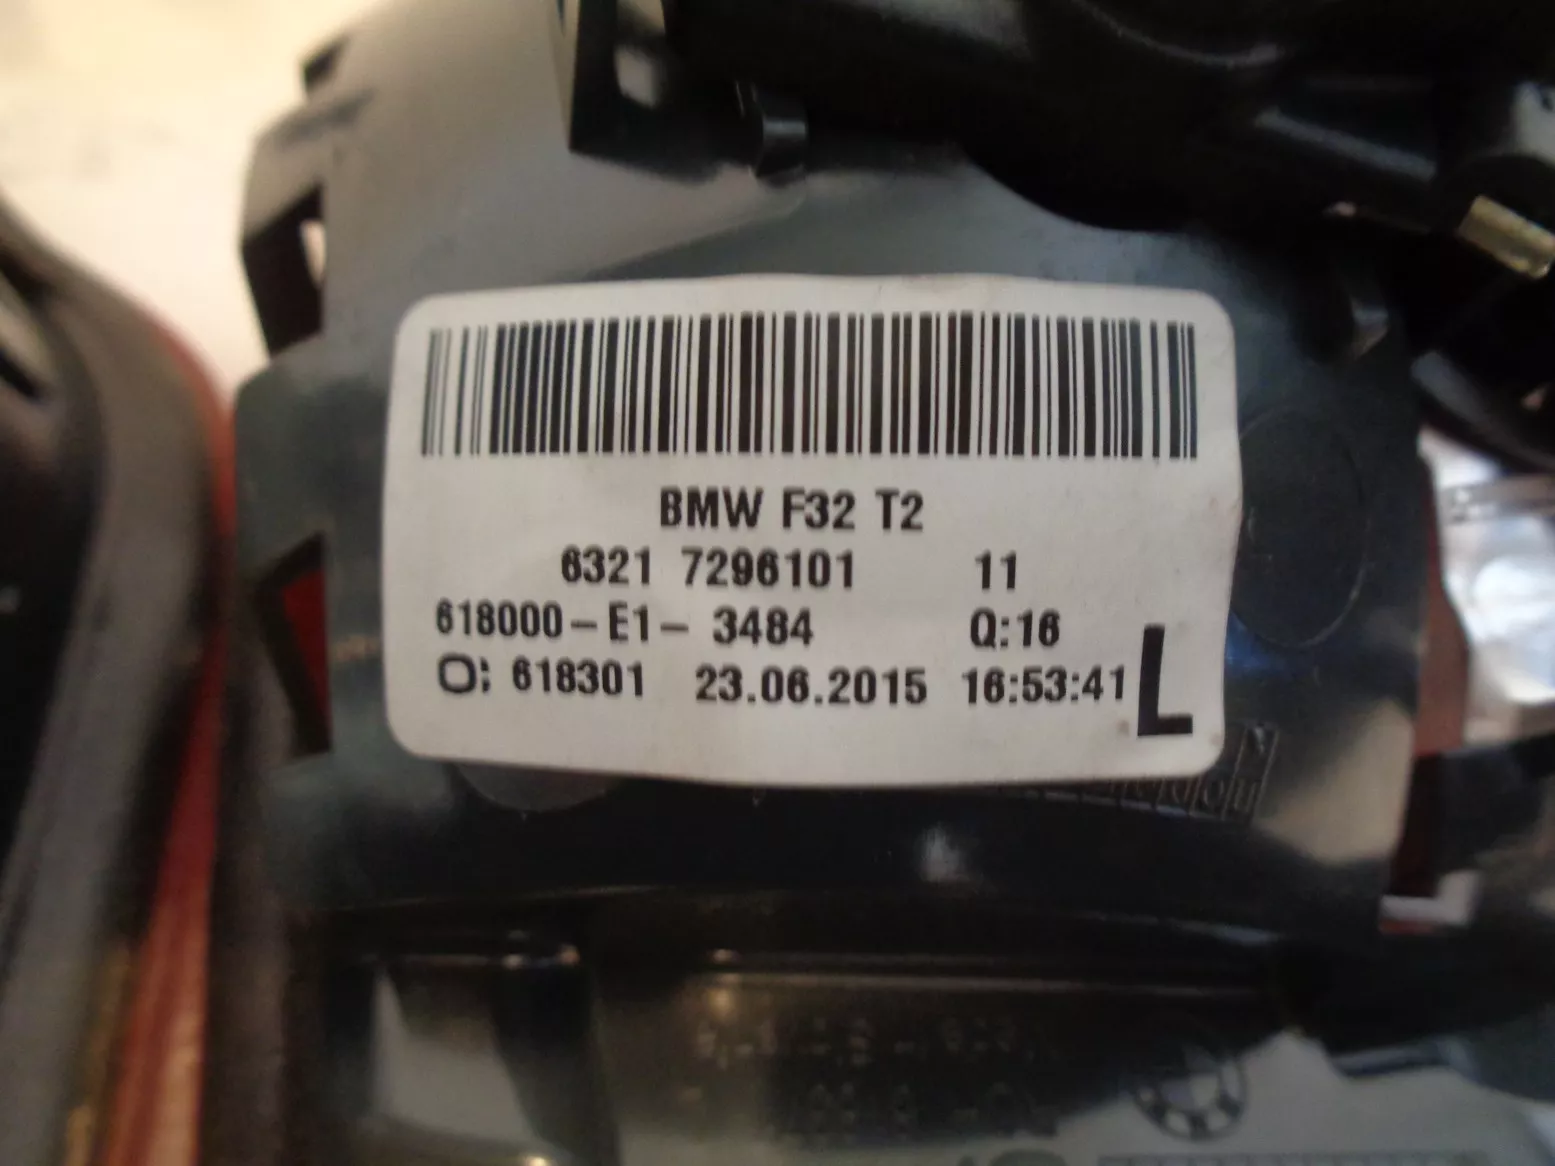 BMW F32 T2
6321 7296101 11
618000-E1- 3484 Q:16
O: 618301 23.06.2015 16:53:41 L